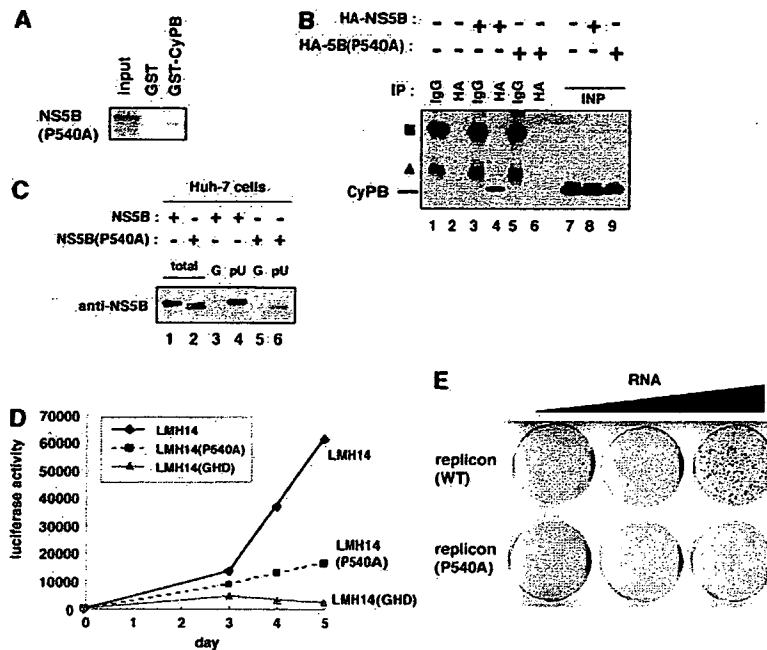 A
Input
GST
GST-CyPB
NS5B
(P540A)
B
HA-NS5B : - - + + - - - + -
HA-5B(P540A) : - - - - + + - - +
IP : IgG HA IgG HA IgG HA INP
CyPB
1 2 3 4 5 6 7 8 9
C
Huh-7 cells
NS5B : + - + + - -
NS5B(P540A) : - + - - + +
total G pU G pU
anti-NS5B
1 2 3 4 5 6
D
luciferase activity
70000
60000
50000
40000
30000
20000
10000
0
LMH14
LMH14(P540A)
LMH14(GHD)
LMH14
LMH14
(P540A)
LMH14(GHD)
0 3 4 5
day
E
RNA
replicon
(WT)
replicon
(P540A)